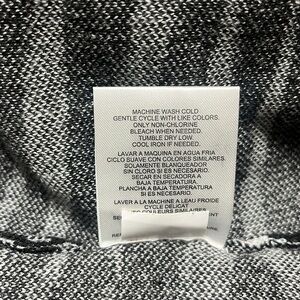 MACHINE WASH COLD
GENTLE CYCLE WITH LIKE COLORS.
ONLY NON-CHLORINE
BLEACH WHEN NEEDED.
TUMBLE DRY LOW.
COOL IRON IF NEEDED.
LAVAR A MAQUINA EN AGUA FRIA
CICLO SUAVE CON COLORES SIMILARES.
SOLAMENTE BLANQUEADOR
SIN CLORO SI ES NECESARIO.
SECAR EN SECADORA A
BAJA TEMPERATURA.
PLANCHA A BAJA TEMPERATURA
SI ES NECESARIO.
LAVER A LA MACHINE A L'EAU FROIDE
CYCLE DELICAT
COULEURS SIMILAIRES